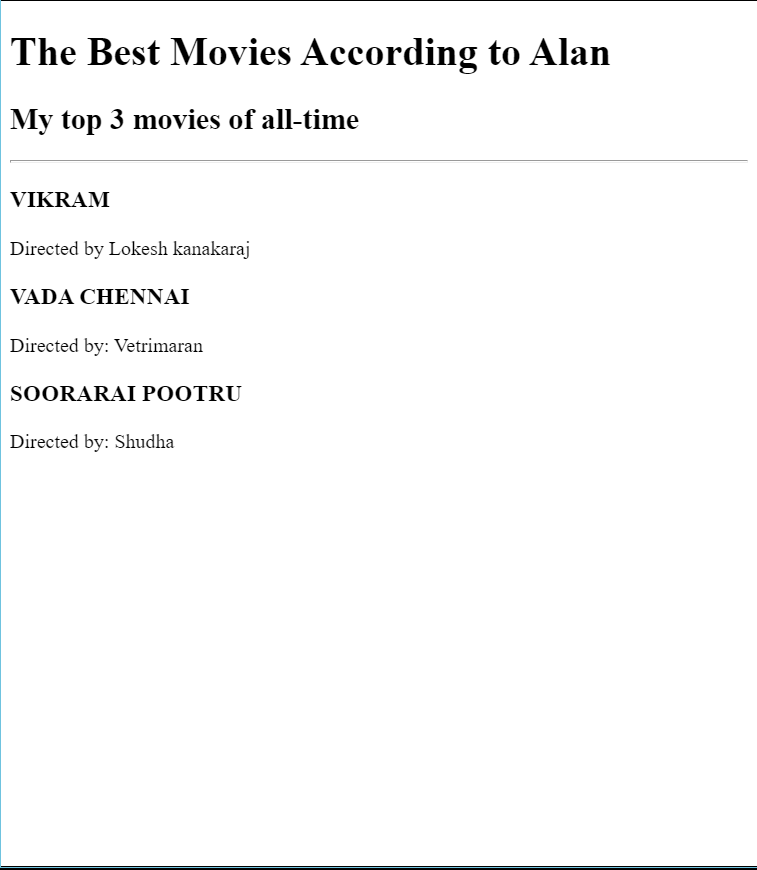 The Best Movies According to Alan
My top 3 movies of all-time
VIKRAM
Directed by Lokesh kanakaraj
VADA CHENNAI
Directed by: Vetrimaran
SOORARAI POOTRU
Directed by: Shudha